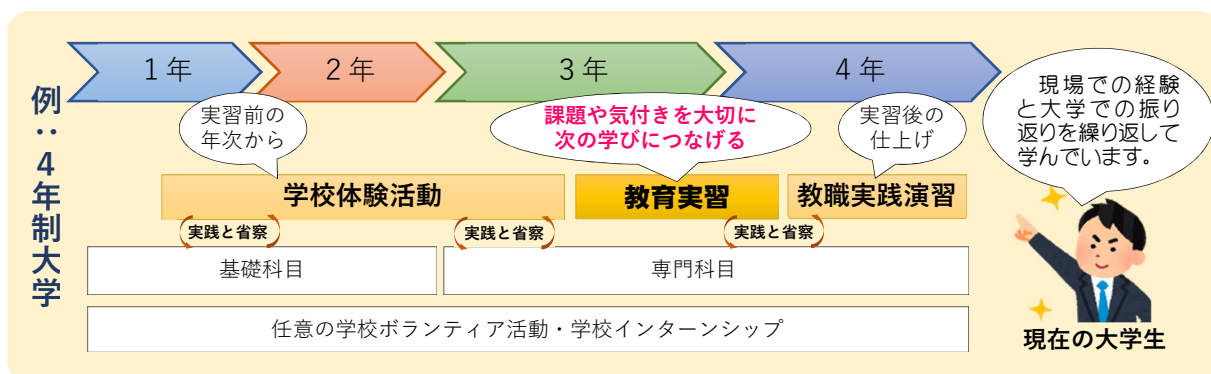 例：４年制大学
1年
2年
3年
4年
実習前の
年次から
課題や気付きを大切に
次の学びにつなげる
実習後の
仕上げ
現場での経験
と大学での振り
返りを繰り返して
学んでいます。
学校体験活動
教育実習
教職実践演習
実践と省察
実践と省察
実践と省察
基礎科目
専門科目
任意の学校ボランティア活動・学校インターンシップ
現在の大学生